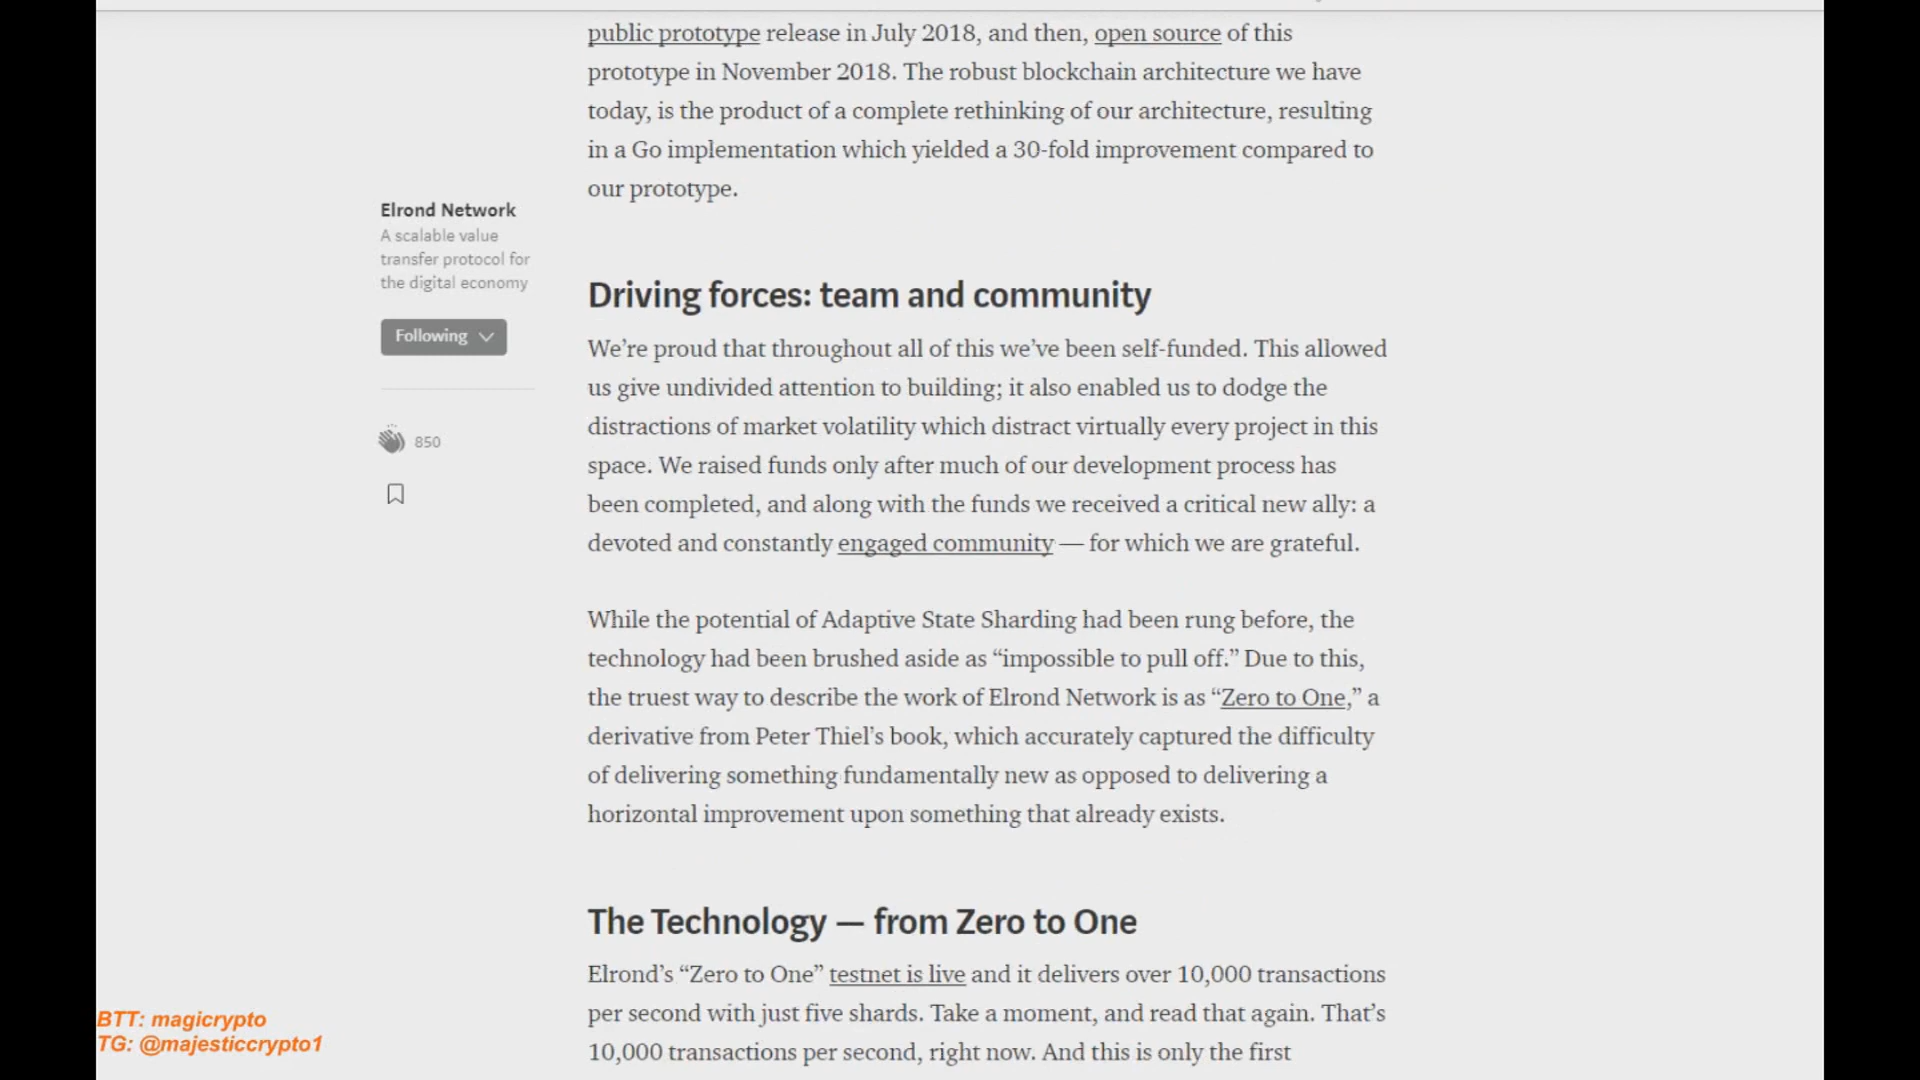 public prototype release in July 2018, and then, open source of this
prototype in November 2018. The robust blockchain architecture we have
today, is the product of a complete rethinking of our architecture, resulting
in a Go implementation which yielded a 30-fold improvement compared to
our prototype.
Elrond Network
A scalable value
transfer protocol for
the digital economy
Following
850
Driving forces: team and community
We’re proud that throughout all of this we’ve been self-funded. This allowed
us give undivided attention to building; it also enabled us to dodge the
distractions of market volatility which distract virtually every project in this
space. We raised funds only after much of our development process has
been completed, and along with the funds we received a critical new ally: a
devoted and constantly engaged community — for which we are grateful.
While the potential of Adaptive State Sharding had been rung before, the
technology had been brushed aside as “impossible to pull off.” Due to this,
the truest way to describe the work of Elrond Network is as “Zero to One,” a
derivative from Peter Thiel’s book, which accurately captured the difficulty
of delivering something fundamentally new as opposed to delivering a
horizontal improvement upon something that already exists.
The Technology — from Zero to One
Elrond’s “Zero to One” testnet is live and it delivers over 10,000 transactions
per second with just five shards. Take a moment, and read that again. That’s
10,000 transactions per second, right now. And this is only the first
BTT: magicrypto
TG: @majesticcrypto1